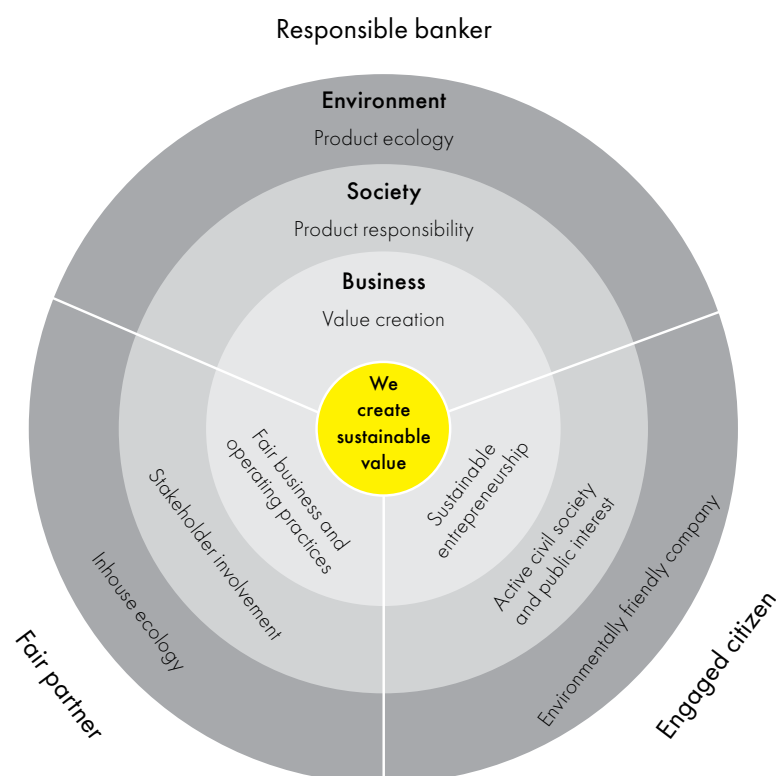 Responsible banker
Environment
Product ecology
Society
Product responsibility
Business
Value creation
We
create
sustainable
value
Fair business and
operating practices
Stakeholder involvement
Inhouse ecology
Fair partner
Sustainable
entrepreneurship
Active civil society
and public interest
Environmentally friendly company
Engaged citizen